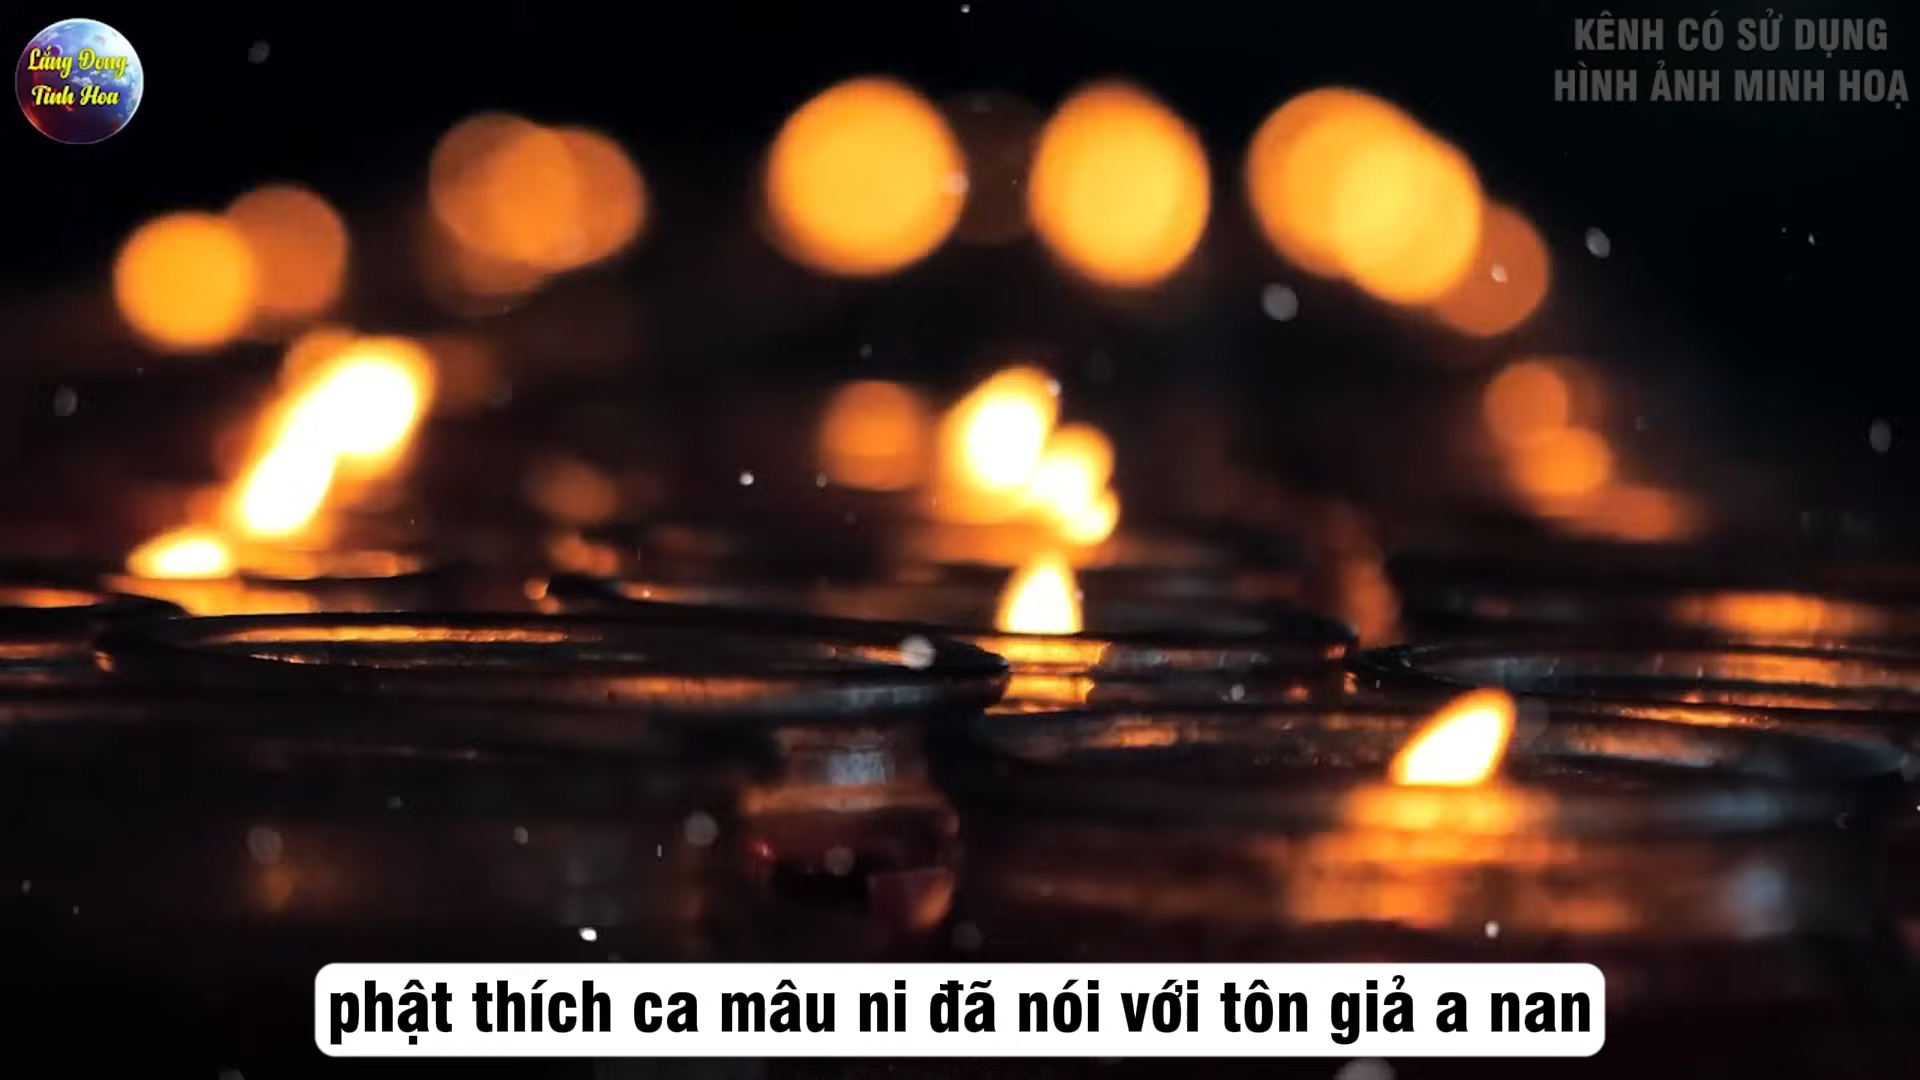 Lắng Đọng
Tinh Hoa
KÊNH CÓ SỬ DỤNG
HÌNH ẢNH MINH HOẠ
phật thích ca mâu ni đã nói với tôn giả a nan